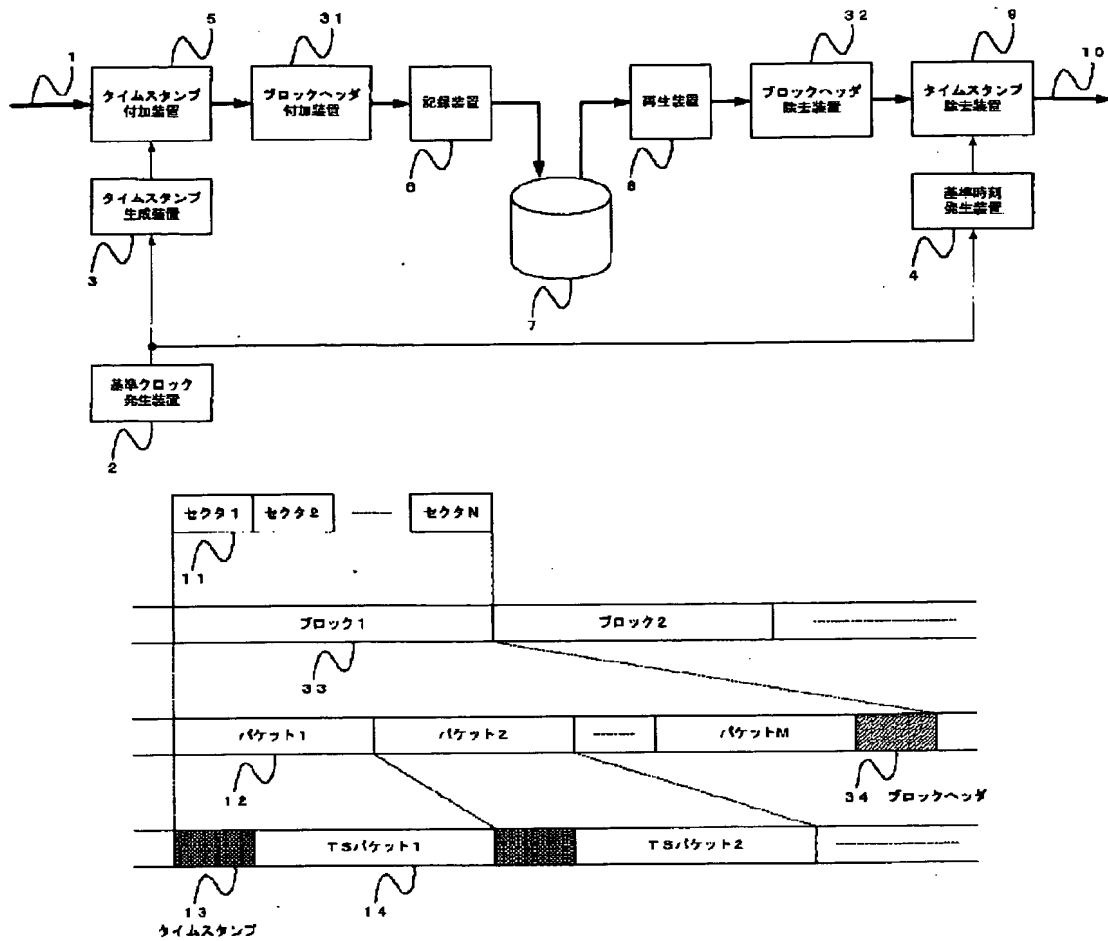 5
31
32
9
1
10
タイムスタンプ
付加装置
ブロックヘッダ
付加装置
記録装置
再生装置
ブロックヘッダ
除去装置
タイムスタンプ
除去装置
6
8
タイムスタンプ
生成装置
基準時刻
発生装置
3
7
4
基準クロック
発生装置
2
セクタ1 セクタ2 セクタN
11
ブロック1 ブロック2
33
パケット1 パケット2 パケットM
12
34 ブロックヘッダ
TSパケット1 TSパケット2
13
タイムスタンプ
14